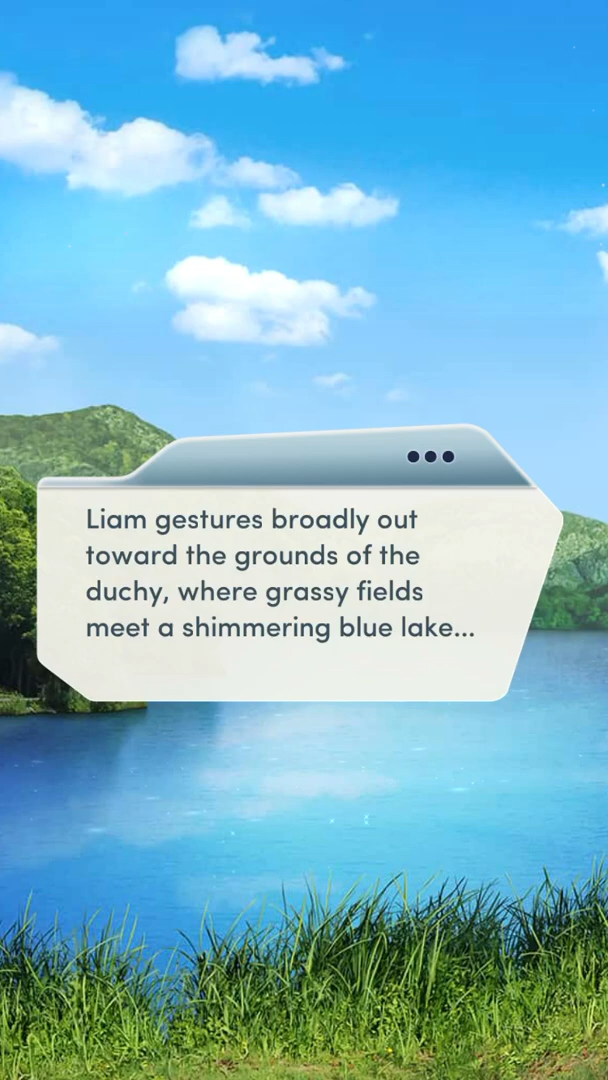 Liam gestures broadly out
toward the grounds of the
duchy, where grassy fields
meet a shimmering blue lake...